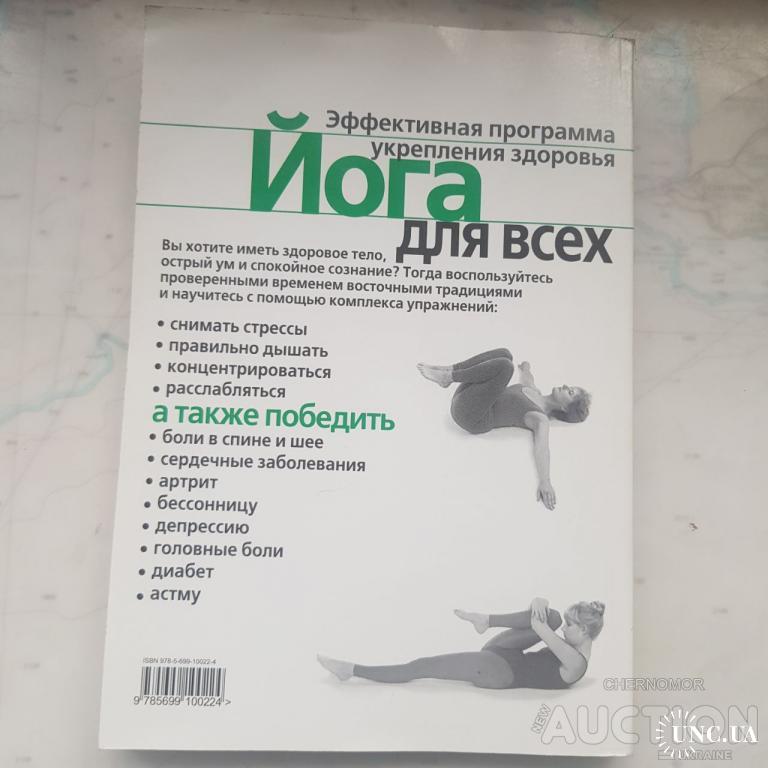 Эффективная программа
укрепления здоровья
Йога
для всех
Вы хотите иметь здоровое тело,
острый ум и спокойное сознание? Тогда воспользуйтесь
проверенными временем восточными традициями
и научитесь с помощью комплекса упражнений:
• снимать стрессы
• правильно дышать
• концентрироваться
• расслабляться
а также победить
• боли в спине и шее
• сердечные заболевания
• артрит
• бессонницу
• депрессию
• головные боли
• диабет
• астму
ISBN 978-5-699-10022-4
9 785699 100224 >
CHERNOMOR
NEW AUCTION
UNC.UA
UKRAINE